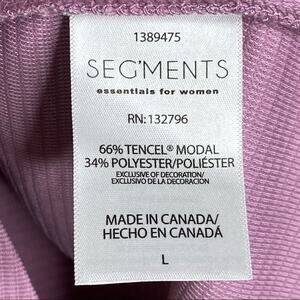 1389475
SEG'MENTS
essentials for women
RN:132796
66% TENCEL® MODAL
34% POLYESTER/POLIÉSTER
EXCLUSIVE OF DECORATION/
EXCLUSIVO DE LA DECORACION
MADE IN CANADA/
HECHO EN CANADÁ
L